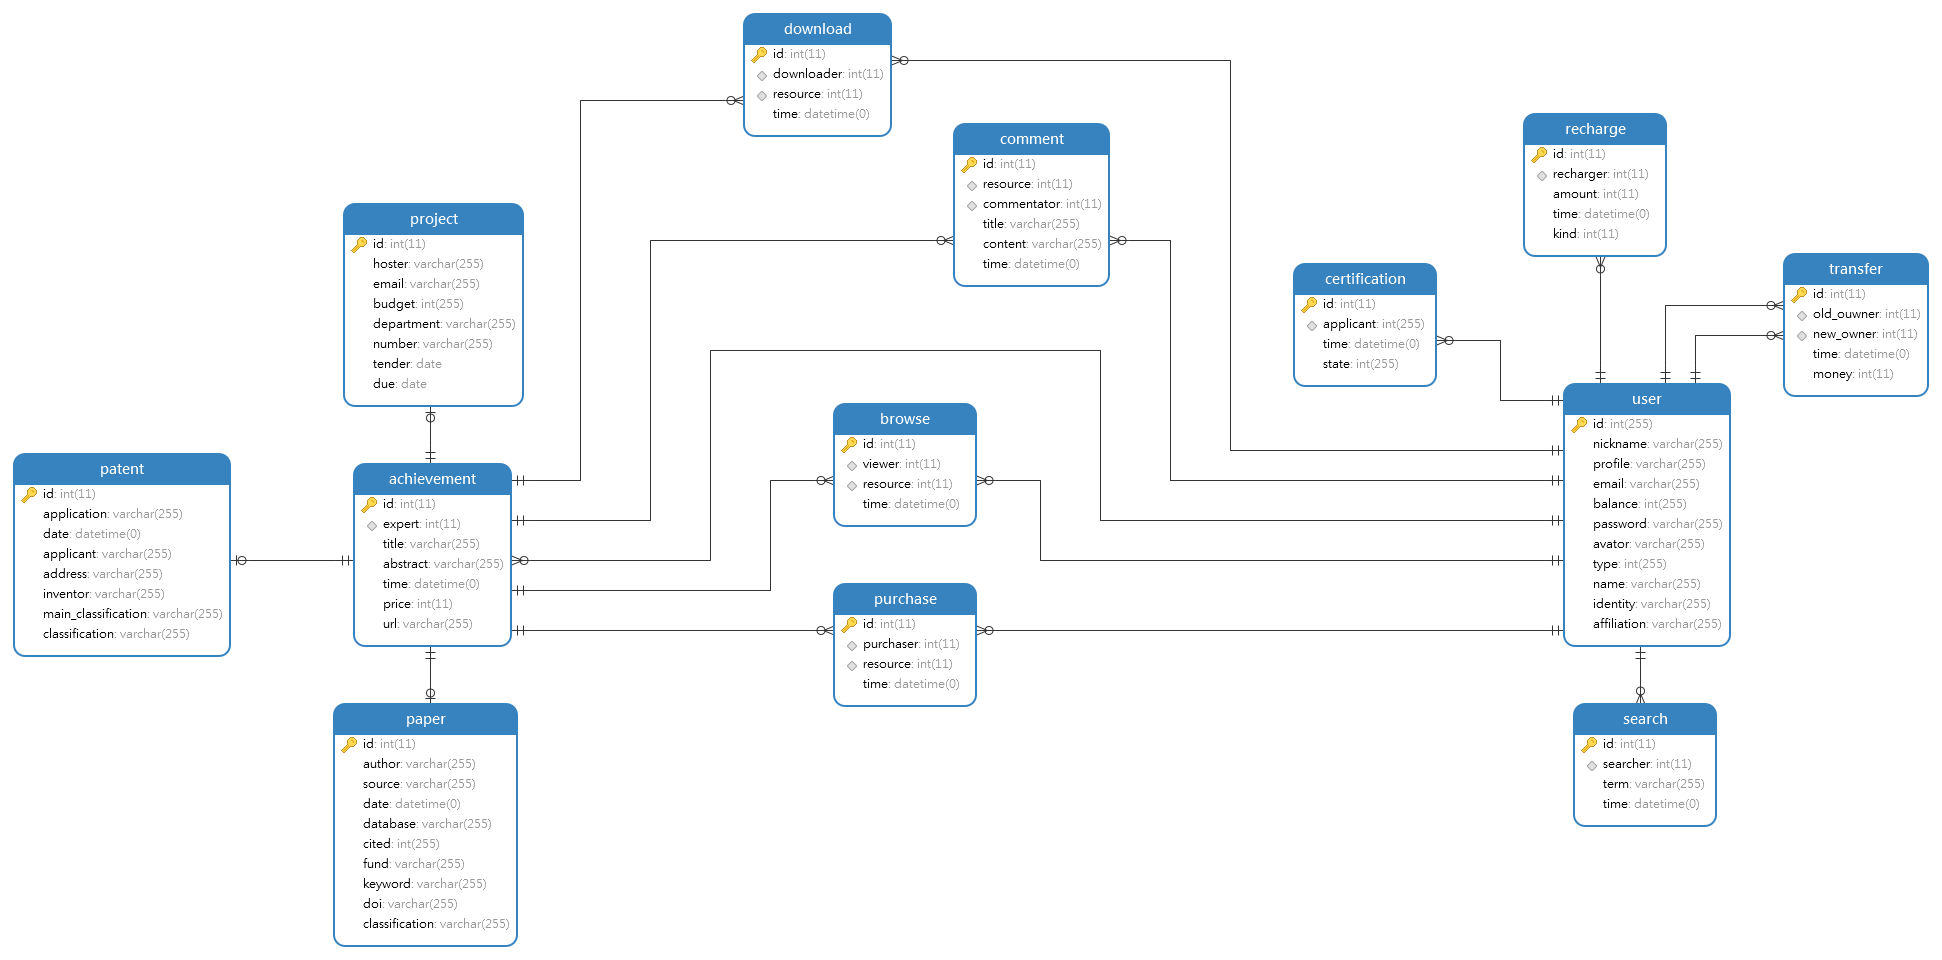 download
id: int(11)
downloader: int(11)
resource: int(11)
time: datetime(0)
comment
id: int(11)
resource: int(11)
commentator: int(11)
title: varchar(255)
content: varchar(255)
time: datetime(0)
recharge
id: int(11)
recharger: int(11)
amount: int(11)
time: datetime(0)
kind: int(11)
project
id: int(11)
hoster: varchar(255)
email: varchar(255)
budget: int(255)
department: varchar(255)
number: varchar(255)
tender: date
due: date
certification
id: int(11)
applicant: int(255)
time: datetime(0)
state: int(255)
transfer
id: int(11)
old_ouwner: int(11)
new_owner: int(11)
time: datetime(0)
money: int(11)
browse
id: int(11)
viewer: int(11)
resource: int(11)
time: datetime(0)
user
id: int(255)
nickname: varchar(255)
profile: varchar(255)
email: varchar(255)
balance: int(255)
password: varchar(255)
avator: varchar(255)
type: int(255)
name: varchar(255)
identity: varchar(255)
affiliation: varchar(255)
patent
id: int(11)
application: varchar(255)
date: datetime(0)
applicant: varchar(255)
address: varchar(255)
inventor: varchar(255)
main_classification: varchar(255)
classification: varchar(255)
achievement
id: int(11)
expert: int(11)
title: varchar(255)
abstract: varchar(255)
time: datetime(0)
price: int(11)
url: varchar(255)
purchase
id: int(11)
purchaser: int(11)
resource: int(11)
time: datetime(0)
paper
id: int(11)
author: varchar(255)
source: varchar(255)
date: datetime(0)
database: varchar(255)
cited: int(255)
fund: varchar(255)
keyword: varchar(255)
doi: varchar(255)
classification: varchar(255)
search
id: int(11)
searcher: int(11)
term: varchar(255)
time: datetime(0)